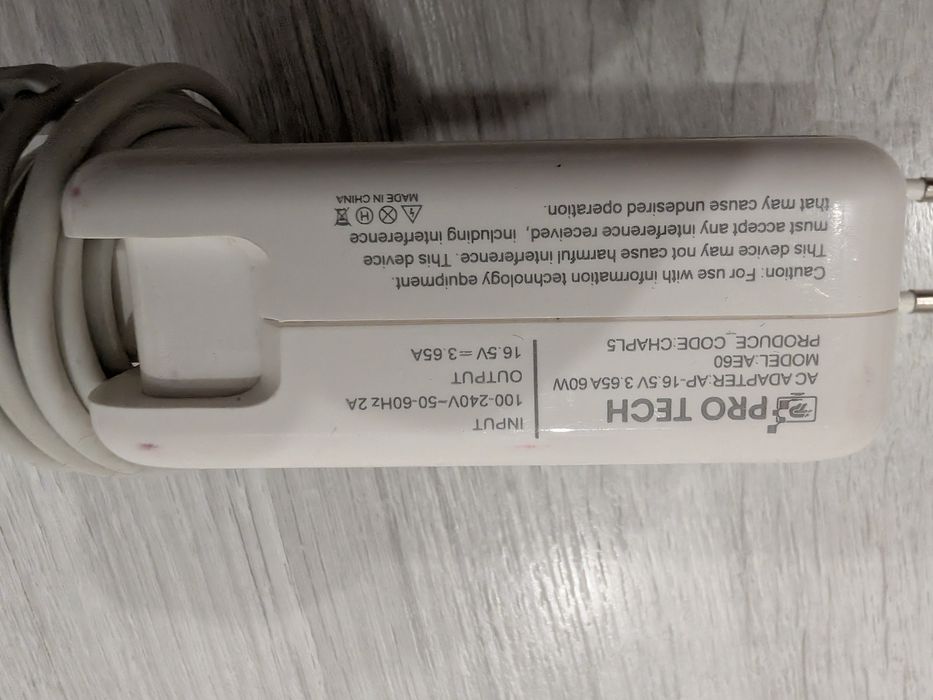 PRO TECH
AC ADAPTER:AP-16.5V 3.65A 60W
MODEL:AE60
PRODUCE_CODE:CHAPL5
INPUT
100-240V~50-60Hz 2A
OUTPUT
16.5V⎓3.65A
Caution: For use with information technology equipment.
This device may not cause harmful interference. This device
must accept any interference received, including interference
that may cause undesired operation.
MADE IN CHINA